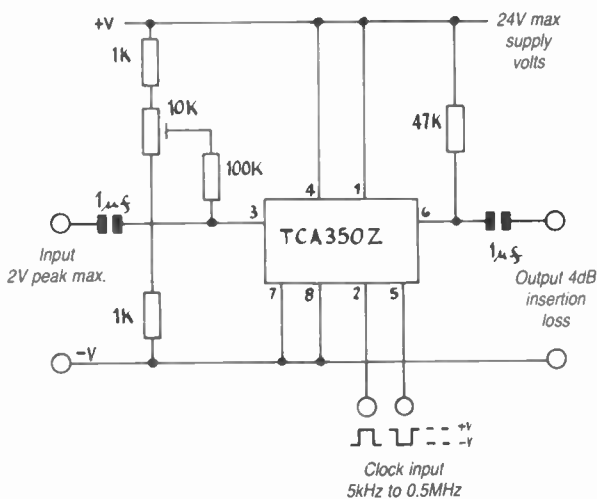 +V
24V max
supply
volts
1K
10K
47K
100K
4
1
1µf
3
TCA350Z
6
1µf
Input
2V peak max.
7
8
2
5
Output 4dB
insertion
loss
1K
-V
+V
-V
Clock input
5kHz to 0.5MHz